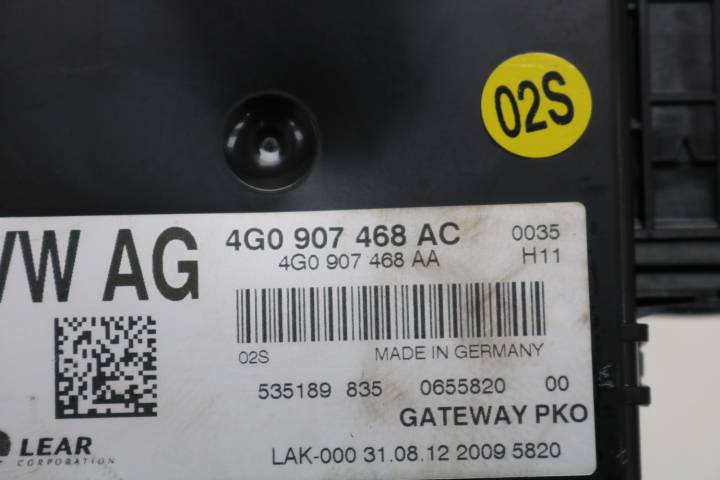 02S
VW AG
4G0 907 468 AC 0035
4G0 907 468 AA H11
02S MADE IN GERMANY
535189 835 0655820 00
GATEWAY PKO
LEAR
CORPORATION
LAK-000 31.08.12 2009 5820